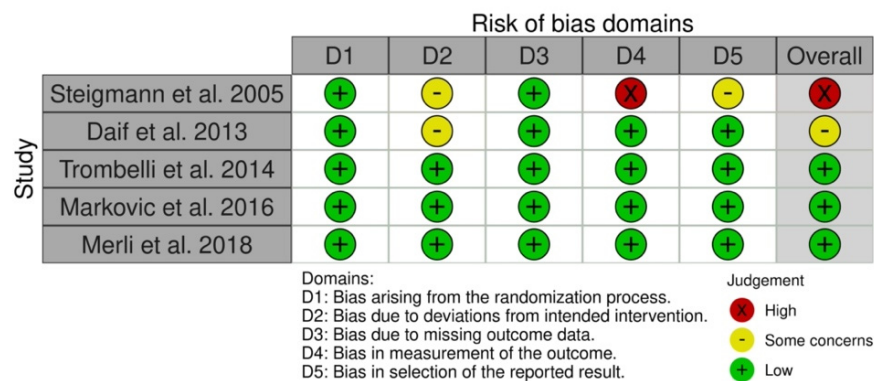 Risk of bias domains
D1 D2 D3 D4 D5 Overall
Study
Steigmann et al. 2005 + - + X - X
Daif et al. 2013 + - + + + -
Trombelli et al. 2014 + + + + + +
Markovic et al. 2016 + + + + + +
Merli et al. 2018 + + + + + +
Domains:
D1: Bias arising from the randomization process.
D2: Bias due to deviations from intended intervention.
D3: Bias due to missing outcome data.
D4: Bias in measurement of the outcome.
D5: Bias in selection of the reported result.
Judgement
X High
- Some concerns
+ Low